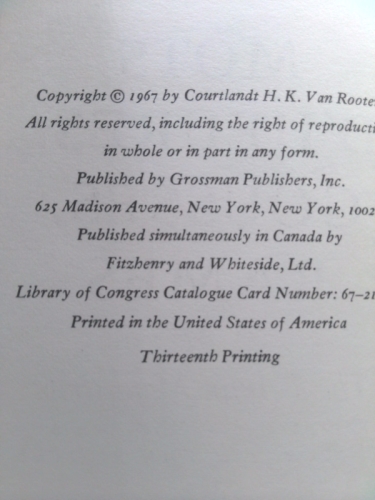 Copyright © 1967 by Courtlandt H. K. Van Roote
All rights reserved, including the right of reproducti
in whole or in part in any form.
Published by Grossman Publishers, Inc.
625 Madison Avenue, New York, New York, 1002
Published simultaneously in Canada by
Fitzhenry and Whiteside, Ltd.
Library of Congress Catalogue Card Number: 67–21
Printed in the United States of America
Thirteenth Printing